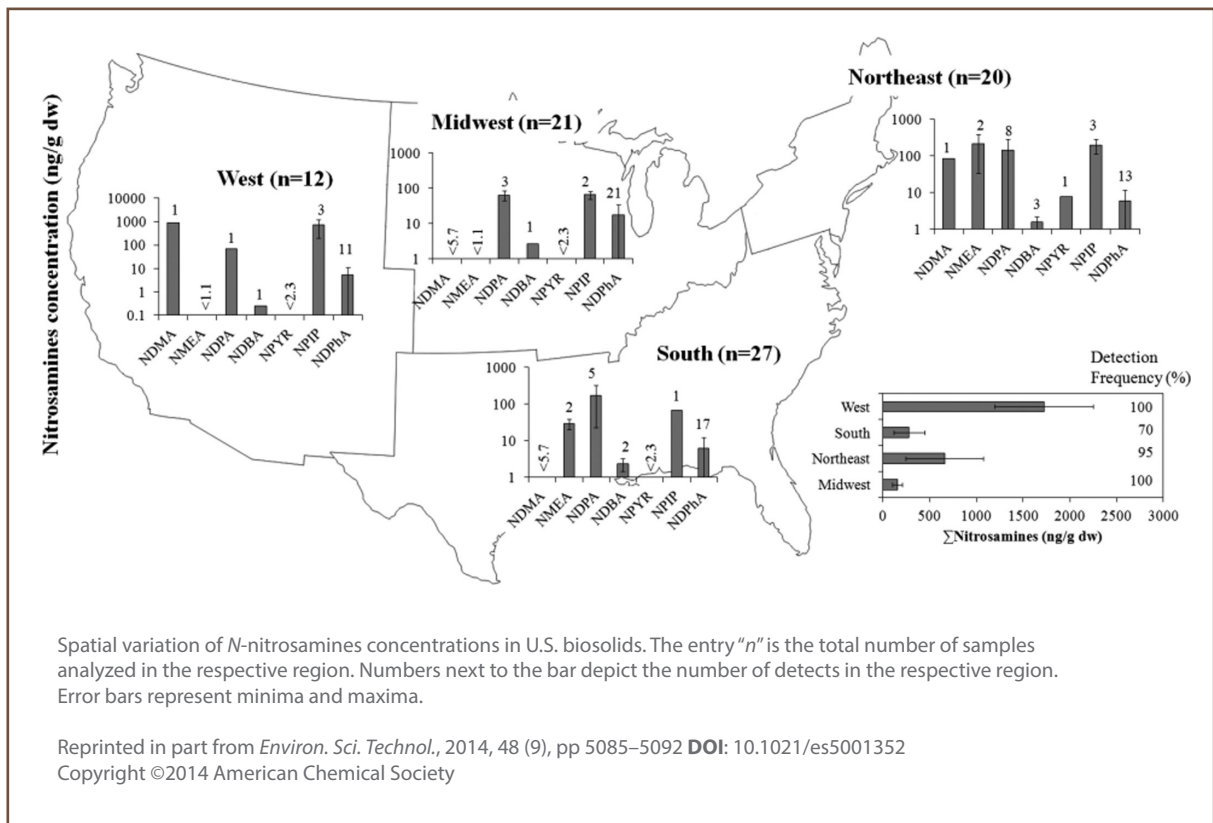 Nitrosamines concentration (ng/g dw)
West (n=12)
10000
1000
100
10
1
0.1
1
<1.1
1
1
<2.3
3
11
NDMA
NMEA
NDPA
NDBA
NPYR
NPIP
NDPhA
Midwest (n=21)
1000
100
10
1
<5.7
<1.1
3
1
<2.3
2
21
NDMA
NMEA
NDPA
NDBA
NPYR
NPIP
NDPhA
Northeast (n=20)
1000
100
10
1
1
2
8
3
1
3
13
NDMA
NMEA
NDPA
NDBA
NPYR
NPIP
NDPhA
South (n=27)
1000
100
10
1
<5.7
2
5
2
<2.3
1
17
NDMA
NMEA
NDPA
NDBA
NPYR
NPIP
NDPhA
Detection
Frequency (%)
West 100
South 70
Northeast 95
Midwest 100
0 500 1000 1500 2000 2500 3000
∑Nitrosamines (ng/g dw)
Spatial variation of N-nitrosamines concentrations in U.S. biosolids. The entry “n” is the total number of samples
analyzed in the respective region. Numbers next to the bar depict the number of detects in the respective region.
Error bars represent minima and maxima.
Reprinted in part from Environ. Sci. Technol., 2014, 48 (9), pp 5085–5092 DOI: 10.1021/es5001352
Copyright ©2014 American Chemical Society